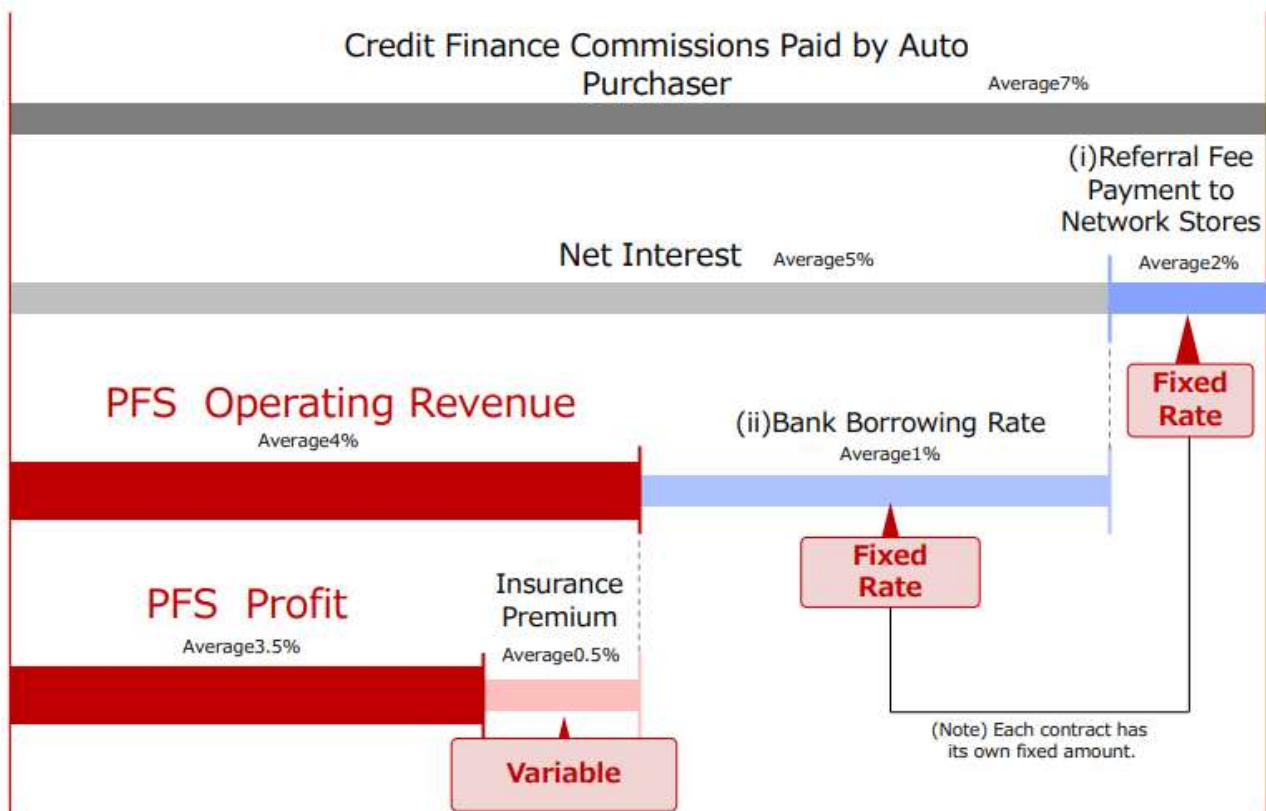 Credit Finance Commissions Paid by Auto
Purchaser
Average7%
(i)Referral Fee
Payment to
Network Stores
Average2%
Net Interest
Average5%
Fixed
Rate
PFS Operating Revenue
Average4%
(ii)Bank Borrowing Rate
Average1%
Fixed
Rate
PFS Profit
Average3.5%
Insurance
Premium
Average0.5%
Variable
(Note) Each contract has
its own fixed amount.